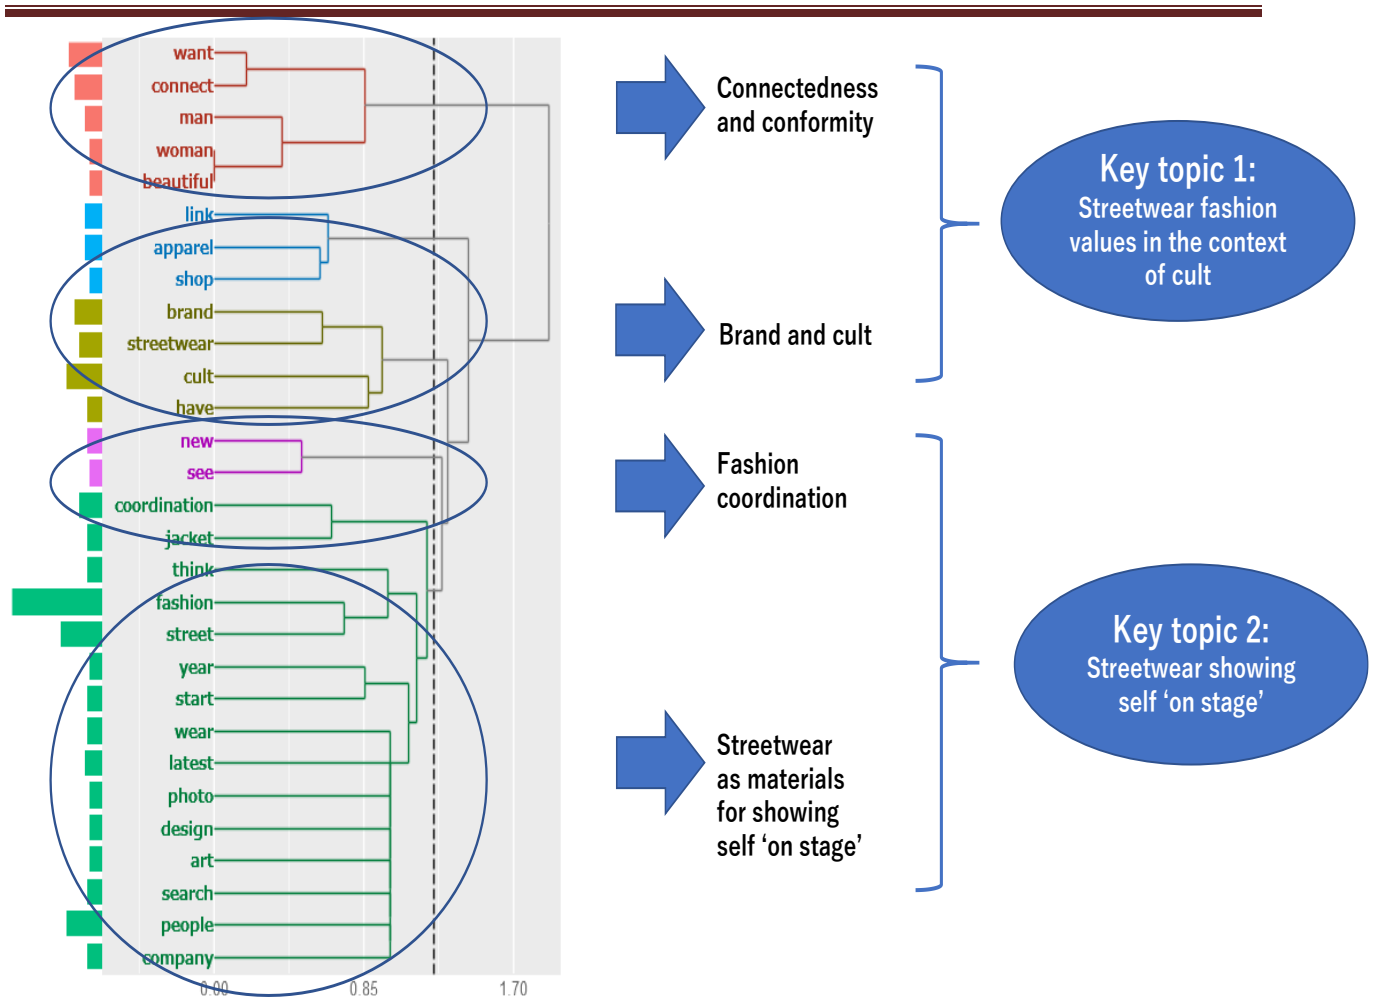 want
connect
man
woman
beautiful
link
apparel
shop
brand
streetwear
cult
have
new
see
coordination
jacket
think
fashion
street
year
start
wear
latest
photo
design
art
search
people
company
0.00
0.85
1.70
Connectedness
and conformity
Brand and cult
Fashion
coordination
Streetwear
as materials
for showing
self ‘on stage’
Key topic 1:
Streetwear fashion
values in the context
of cult
Key topic 2:
Streetwear showing
self ‘on stage’